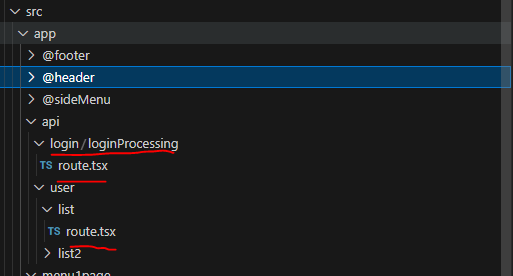 src
app
@footer
@header
@sideMenu
api
login / loginProcessing
TS route.tsx
user
list
TS route.tsx
list2
menu1page